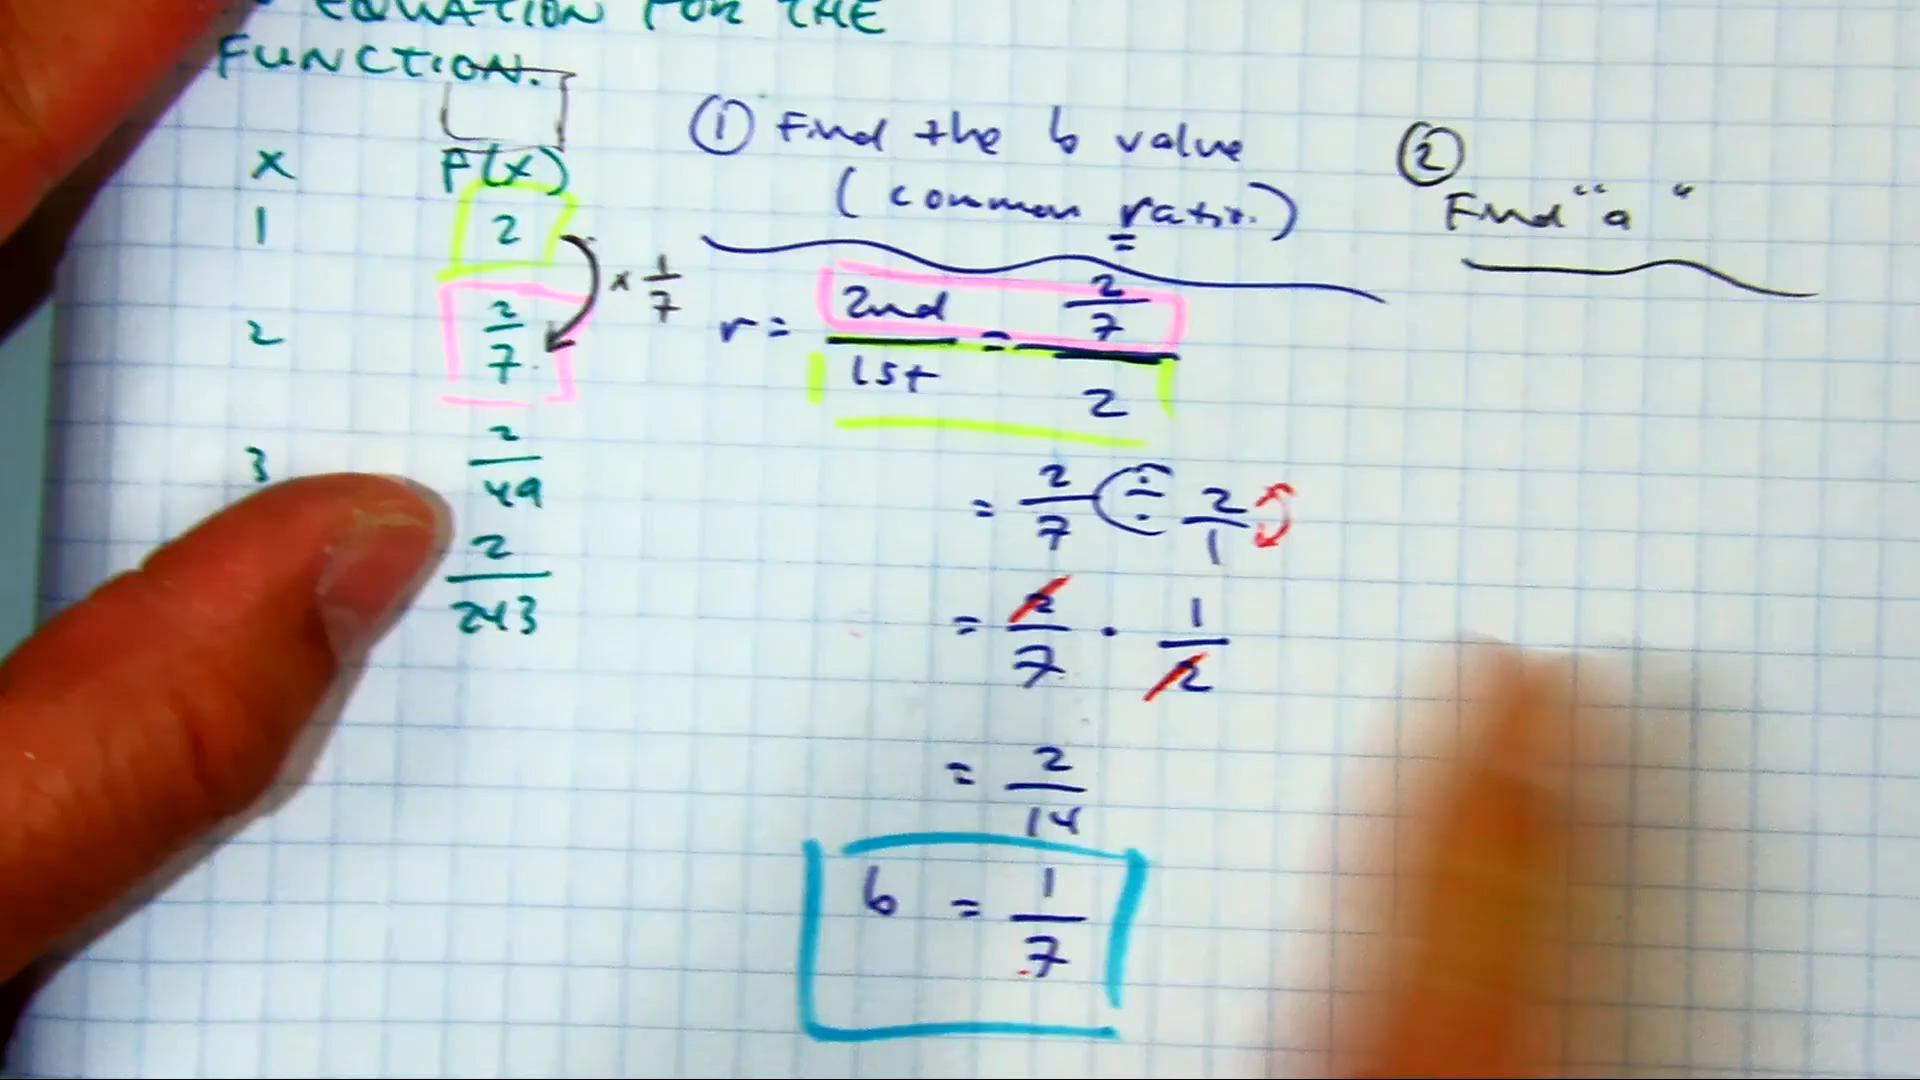 EQUATION FOR THE
FUNCTION.
x F(x)
1 2
× 1/7
2 2/7
3 2/49
2/243
① Find the b value
(common ratio.)
r = 2nd/1st = 2/7 / 2
= 2/7 ÷ 2/1
= 2/7 · 1/2
= 2/14
b = 1/7
②
Find "a"